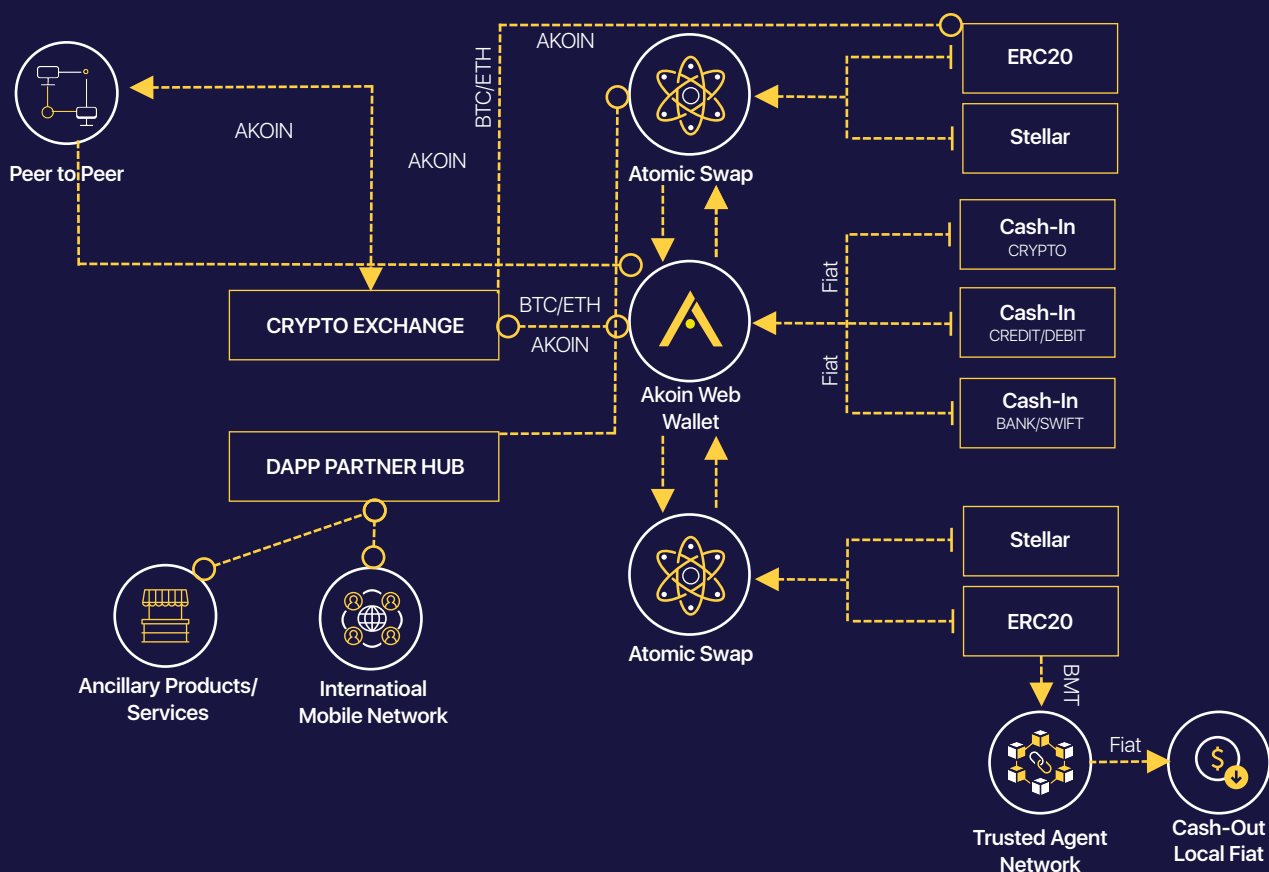 AKOIN
ERC20
BTC/ETH
AKOIN
Stellar
AKOIN
Peer to Peer
Atomic Swap
Cash-In
CRYPTO
Fiat
CRYPTO EXCHANGE
BTC/ETH
AKOIN
Cash-In
CREDIT/DEBIT
Fiat
Akoin Web
Wallet
Cash-In
BANK/SWIFT
DAPP PARTNER HUB
Stellar
ERC20
Atomic Swap
BMT
Ancillary Products/
Services
Internatioal
Mobile Network
Fiat
$
Trusted Agent
Network
Cash-Out
Local Fiat